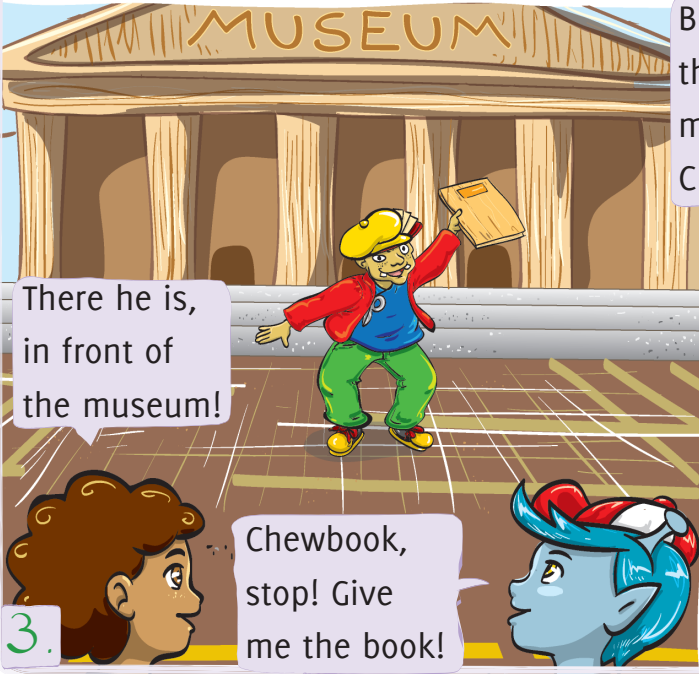 MUSEUM
There he is,
in front of
the museum!
Chewbook,
stop! Give
me the book!
3.